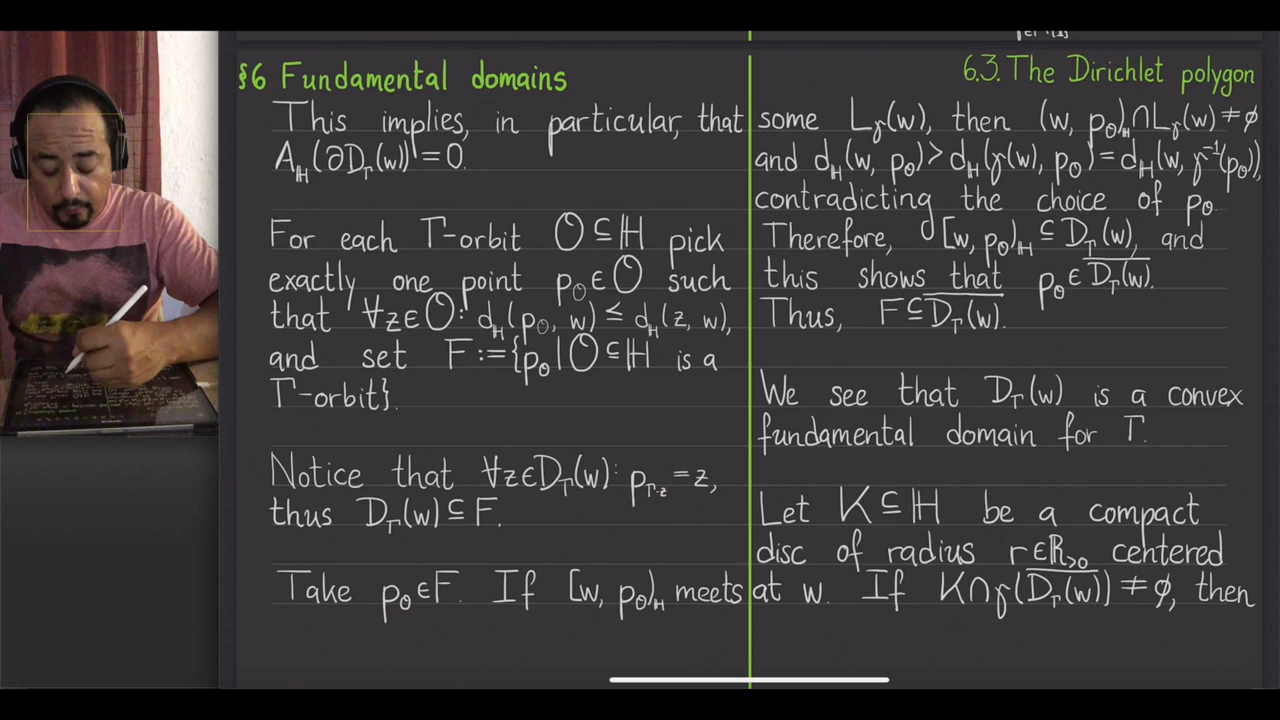 §6 Fundamental domains
6.3. The Dirichlet polygon
This implies, in particular, that
A_ℍ(∂D_Γ(w))=0.
For each Γ-orbit 𝒪⊆ℍ pick
exactly one point p_𝒪∈𝒪 such
that ∀z∈𝒪: d_ℍ(p_𝒪, w) ≤ d_ℍ(z, w),
and set F:={p_𝒪|𝒪⊆ℍ is a
Γ-orbit}.
Notice that ∀z∈D_Γ(w): p_Γ·z=z,
thus D_Γ(w)⊆F.
Take p_𝒪∈F. If [w, p_𝒪)_ℍ meets
some L_γ(w), then (w, p_𝒪)_ℍ∩L_γ(w)≠∅
and d_ℍ(w, p_𝒪)>d_ℍ(γ(w), p_𝒪)=d_ℍ(w, γ⁻¹(p_𝒪)),
contradicting the choice of p_𝒪.
Therefore, [w, p_𝒪)_ℍ⊆D_Γ(w), and
this shows that p_𝒪∈\overline{D_Γ(w)}.
Thus, F⊆\overline{D_Γ(w)}.
We see that D_Γ(w) is a convex
fundamental domain for Γ.
Let K⊆ℍ be a compact
disc of radius r∈ℝ_{>0} centered
at w. If K∩γ(\overline{D_Γ(w)})≠∅, then